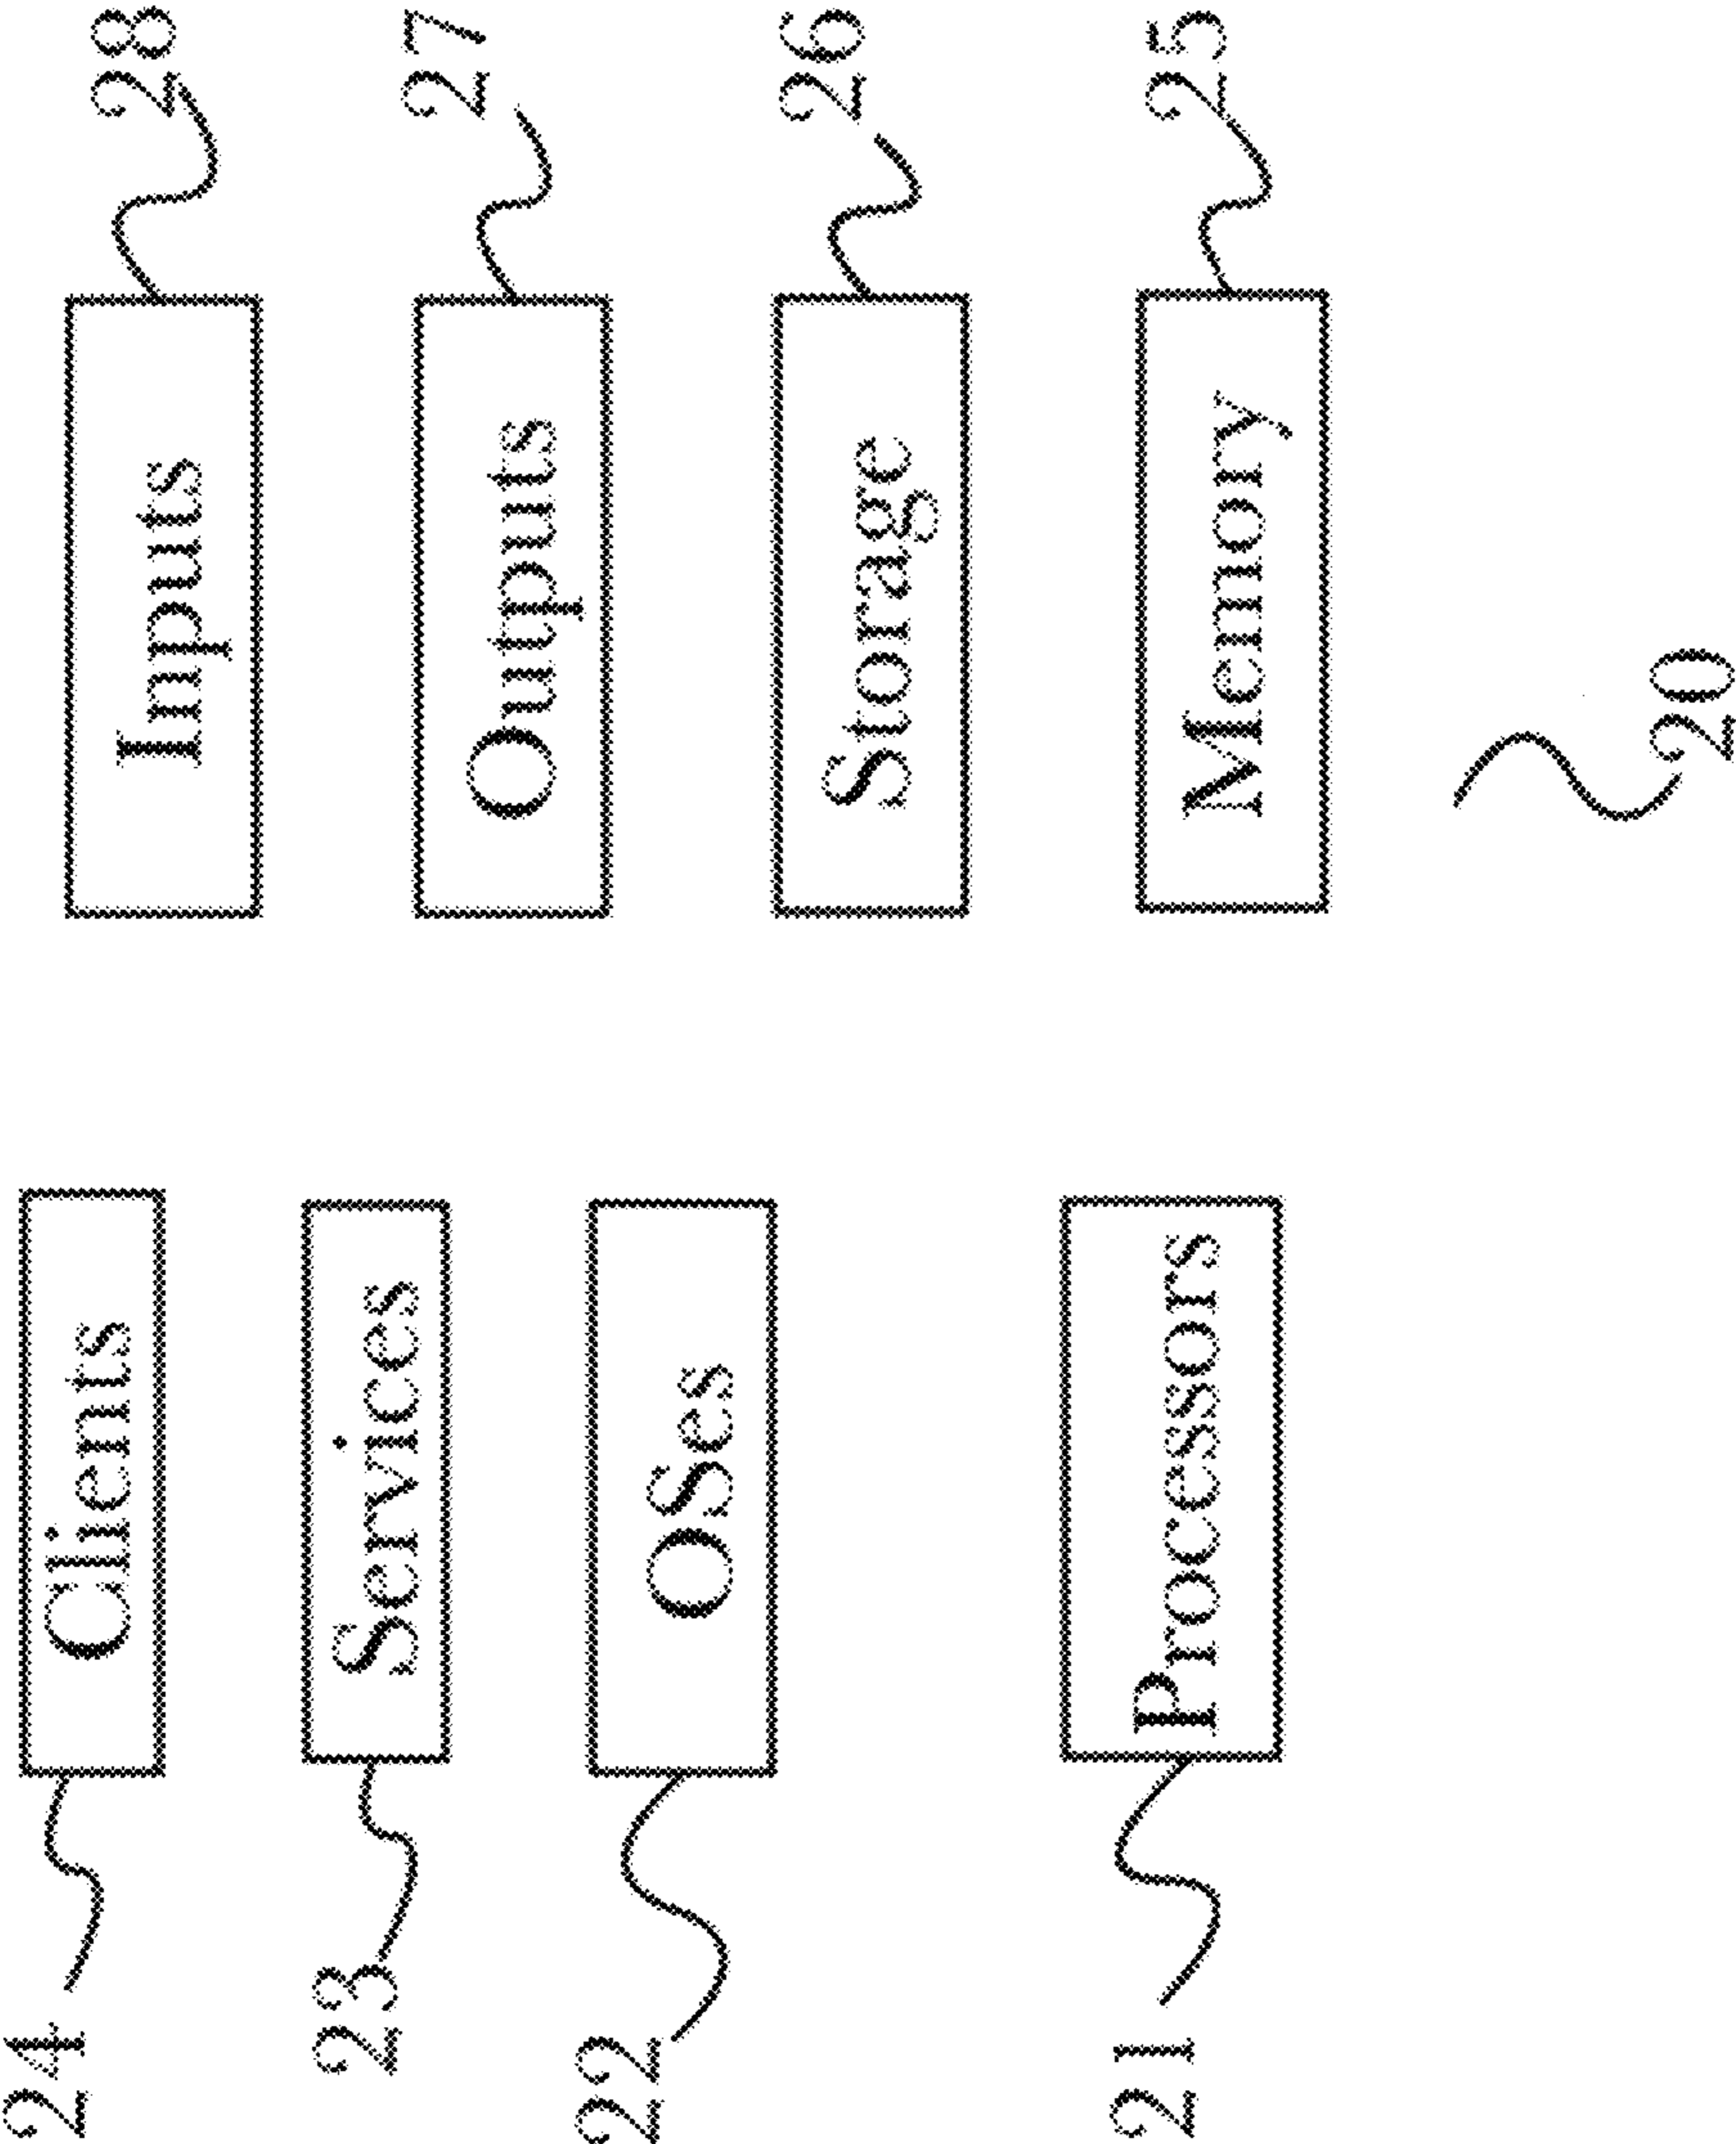 24 Clients Inputs 28
23 Services Outputs 27
22 OSes Storage 26
21 Processors Memory 25
20